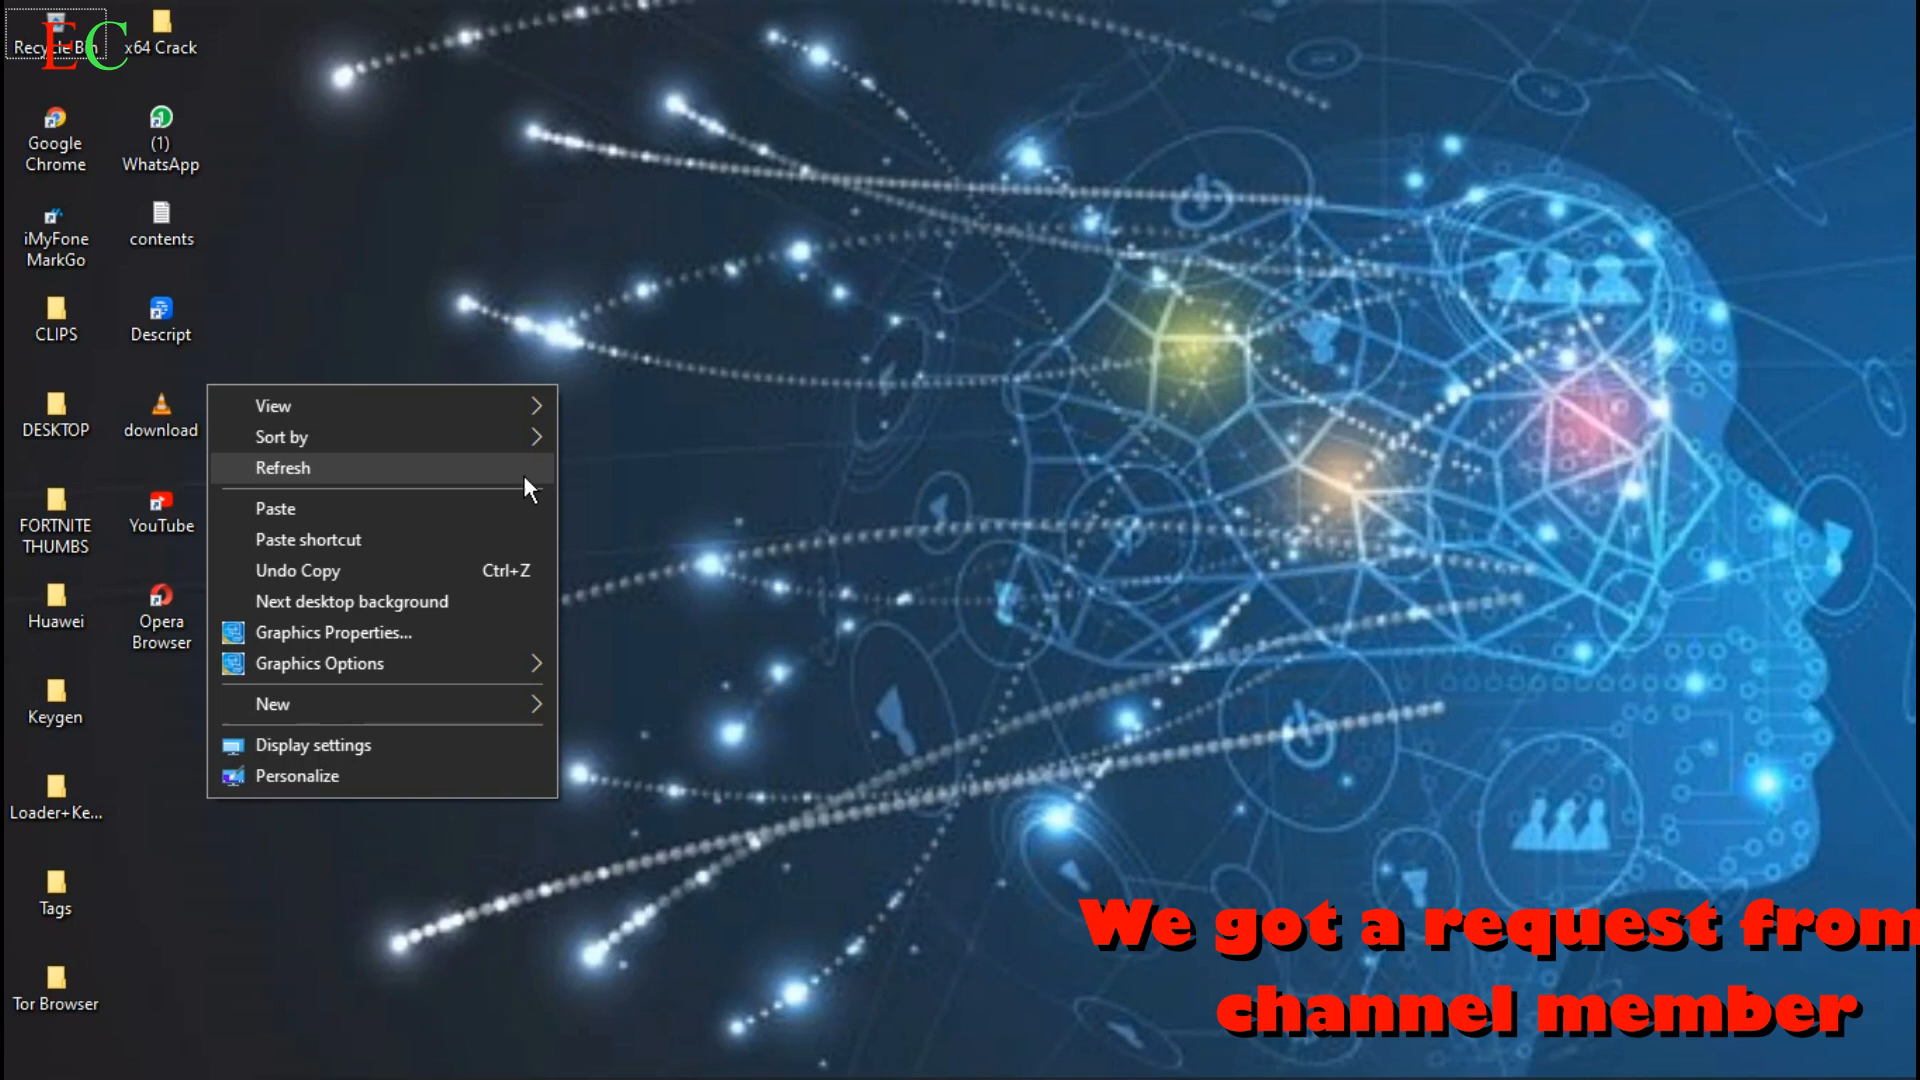 Recycle Bin
EC
x64 Crack
Google
Chrome
(1)
WhatsApp
iMyFone
MarkGo
contents
CLIPS
Descript
DESKTOP
download
FORTNITE
THUMBS
YouTube
Huawei
Opera
Browser
Keygen
Loader+Ke...
Tags
Tor Browser
View
Sort by
Refresh
Paste
Paste shortcut
Undo Copy Ctrl+Z
Next desktop background
Graphics Properties...
Graphics Options
New
Display settings
Personalize
We got a request from
channel member